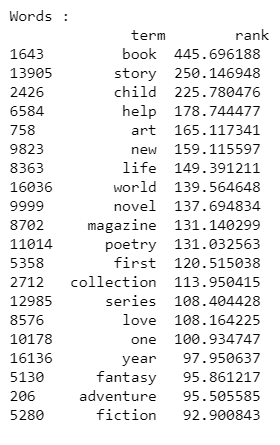 Words :
term rank
1643 book 445.696188
13905 story 250.146948
2426 child 225.780476
6584 help 178.744477
758 art 165.117341
9823 new 159.115597
8363 life 149.391211
16036 world 139.564648
9999 novel 137.694834
8702 magazine 131.140299
11014 poetry 131.032563
5358 first 120.515038
2712 collection 113.950415
12985 series 108.404428
8576 love 108.164225
10178 one 100.934747
16136 year 97.950637
5130 fantasy 95.861217
206 adventure 95.505585
5280 fiction 92.900843